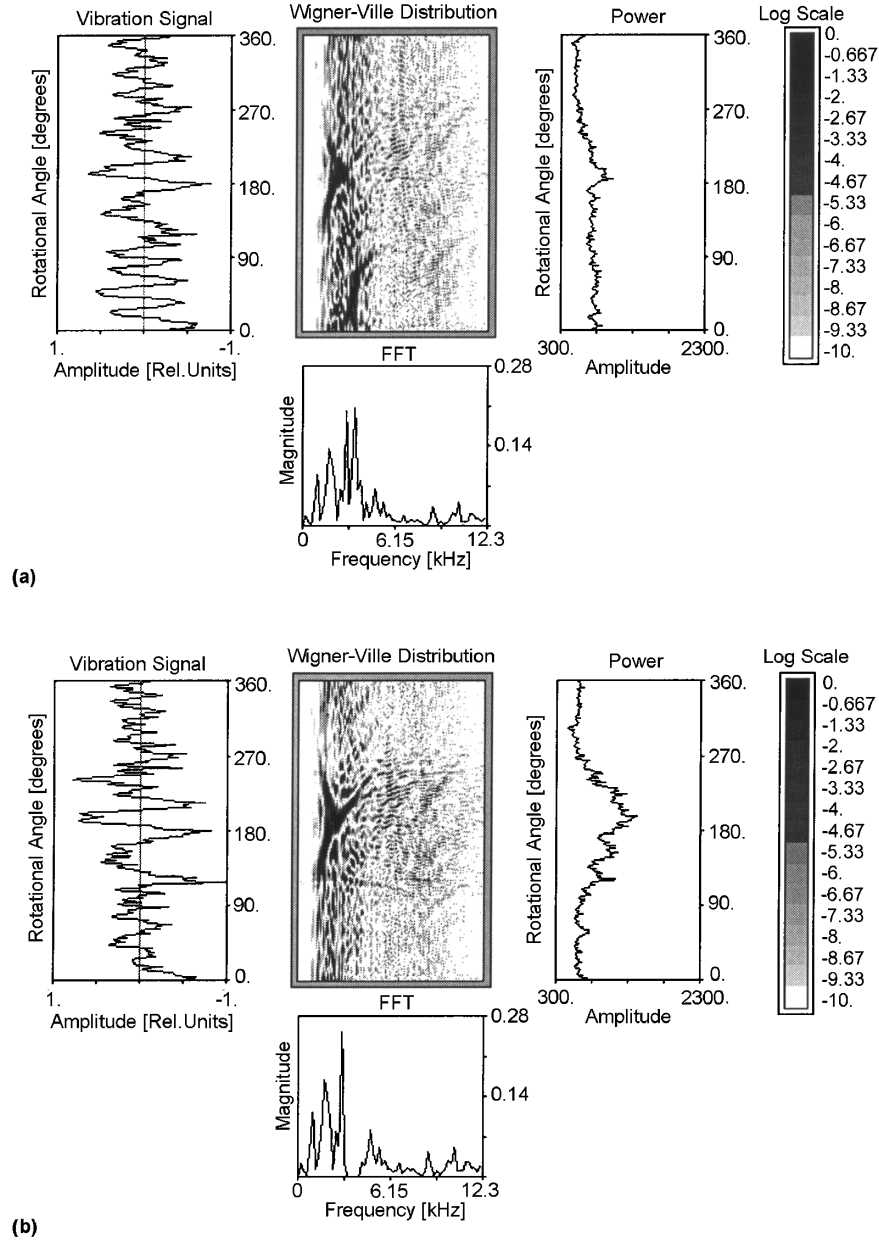 Vibration Signal
Wigner-Ville Distribution
Power
Log Scale
Rotational Angle [degrees]
360.
270.
180.
90.
0.
1.
-1.
Amplitude [Rel.Units]
Rotational Angle [degrees]
360.
270.
180.
90.
0.
300.
2300.
Amplitude
0.
-0.667
-1.33
-2.
-2.67
-3.33
-4.
-4.67
-5.33
-6.
-6.67
-7.33
-8.
-8.67
-9.33
-10.
FFT
Magnitude
0.28
0.14
0
6.15
12.3
Frequency [kHz]
(a)
Vibration Signal
Wigner-Ville Distribution
Power
Log Scale
Rotational Angle [degrees]
360.
270.
180.
90.
0.
1.
-1.
Amplitude [Rel.Units]
Rotational Angle [degrees]
360.
270.
180.
90.
0.
300.
2300.
Amplitude
0.
-0.667
-1.33
-2.
-2.67
-3.33
-4.
-4.67
-5.33
-6.
-6.67
-7.33
-8.
-8.67
-9.33
-10.
FFT
Magnitude
0.28
0.14
0
6.15
12.3
Frequency [kHz]
(b)